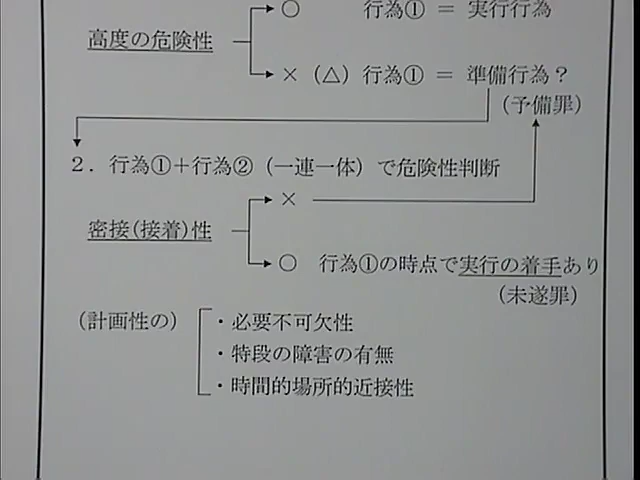 ○ 行為① = 実行行為
高度の危険性
× (△) 行為① = 準備行為?
(予備罪)
2. 行為①+行為② (一連一体) で危険性判断
×
密接(接着)性
○ 行為①の時点で実行の着手あり
(未遂罪)
(計画性の)
・必要不可欠性
・特段の障害の有無
・時間的場所的近接性